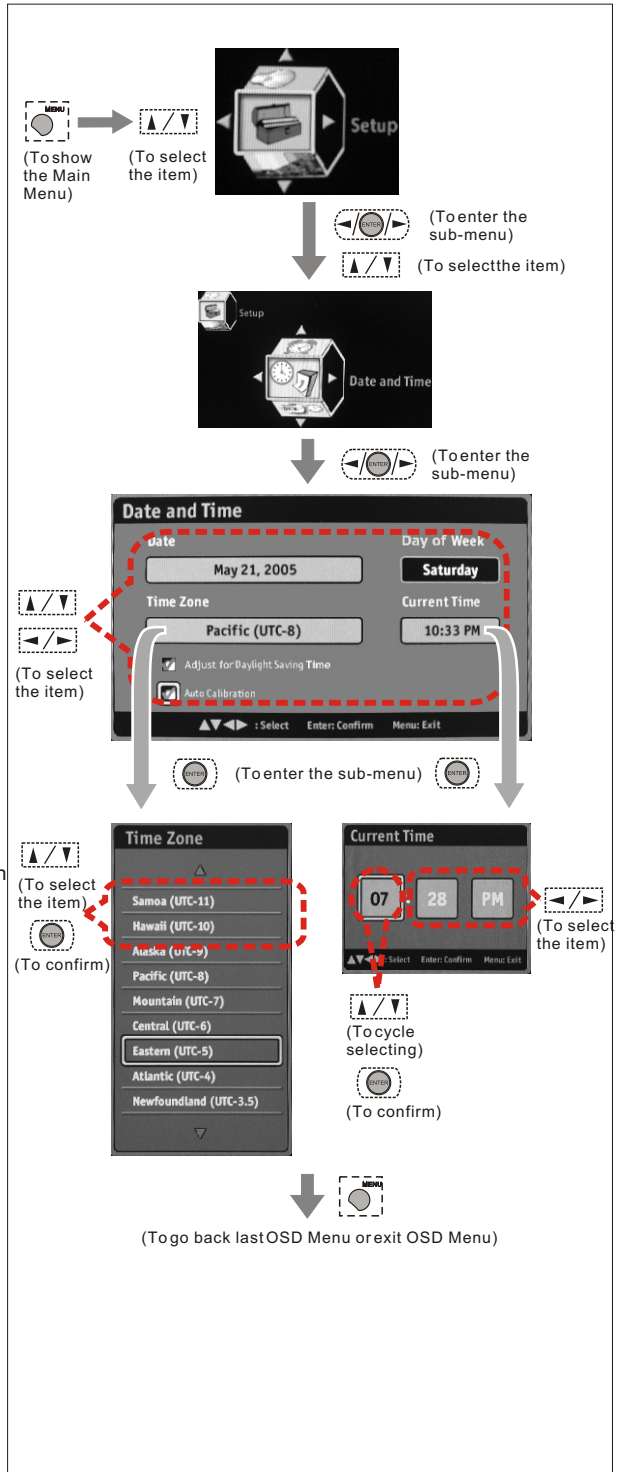 MENU
(To show
the Main
Menu)
▲/▼
(To select
the item)
Setup
◄/ENTER/►
(To enter the
sub-menu)
▲/▼
(To select the item)
Setup
Date and Time
◄/ENTER/►
(To enter the
sub-menu)
Date and Time
Date
Day of Week
May 21, 2005
Saturday
Time Zone
Current Time
Pacific (UTC-8)
10:33 PM
Adjust for Daylight Saving Time
Auto Calibration
▲▼◄► : Select Enter: Confirm Menu: Exit
▲/▼
◄/►
(To select
the item)
ENTER
(To enter the sub-menu)
ENTER
n
▲/▼
(To select
the item)
ENTER
(To confirm)
Time Zone
Samoa (UTC-11)
Hawaii (UTC-10)
Alaska (UTC-9)
Pacific (UTC-8)
Mountain (UTC-7)
Central (UTC-6)
Eastern (UTC-5)
Atlantic (UTC-4)
Newfoundland (UTC-3.5)
Current Time
07 : 28 PM
▲▼◄► : Select Enter: Confirm Menu: Exit
◄/►
(To select
the item)
▲/▼
(To cycle
selecting)
ENTER
(To confirm)
MENU
(To go back last OSD Menu or exit OSD Menu)